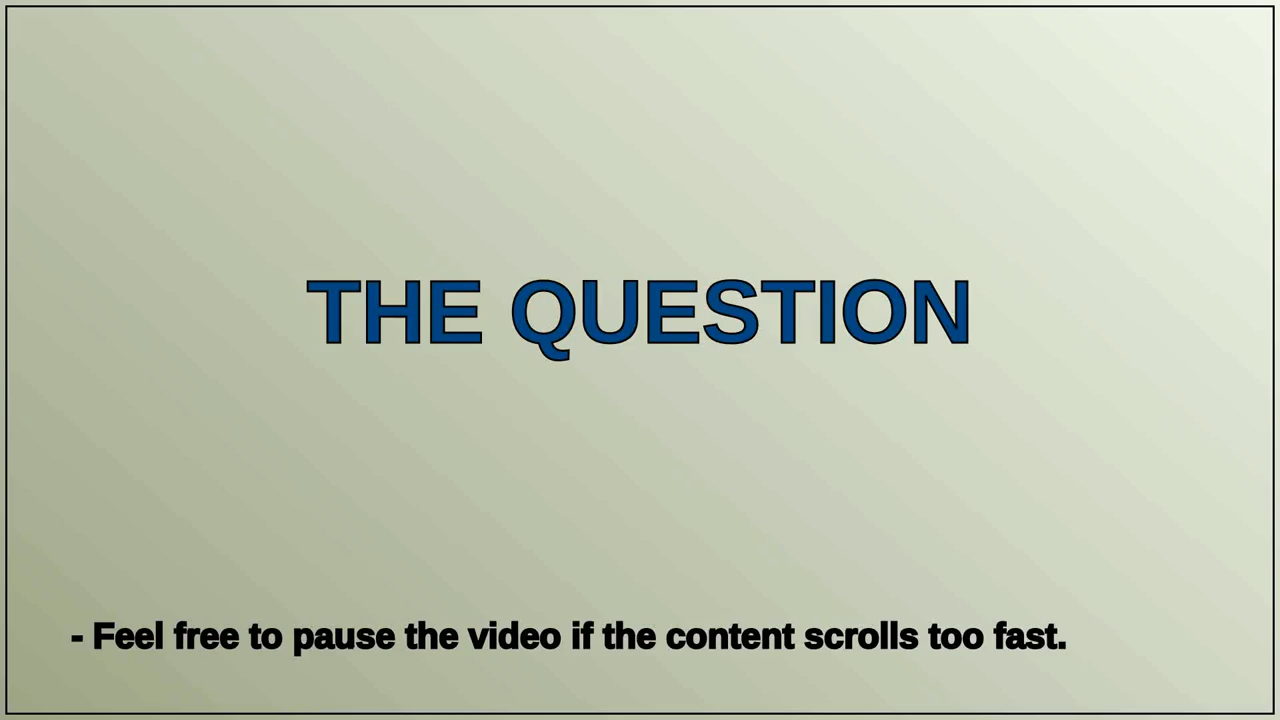 THE QUESTION
- Feel free to pause the video if the content scrolls too fast.